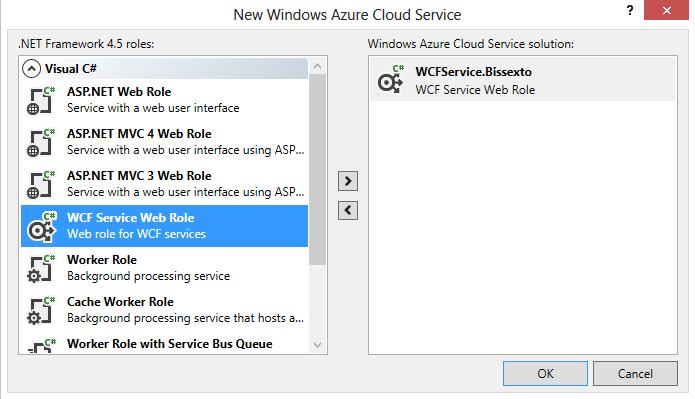 New Windows Azure Cloud Service
? ×
.NET Framework 4.5 roles:
Visual C#
C# ASP.NET Web Role
Service with a web user interface
C# ASP.NET MVC 4 Web Role
Service with a web user interface using ASP...
C# ASP.NET MVC 3 Web Role
Service with a web user interface using ASP...
C# WCF Service Web Role
Web role for WCF services
C# Worker Role
Background processing service
C# Cache Worker Role
Background processing service that hosts a...
C# Worker Role with Service Bus Queue
>
<
Windows Azure Cloud Service solution:
C# WCFService.Bissexto
WCF Service Web Role
OK
Cancel